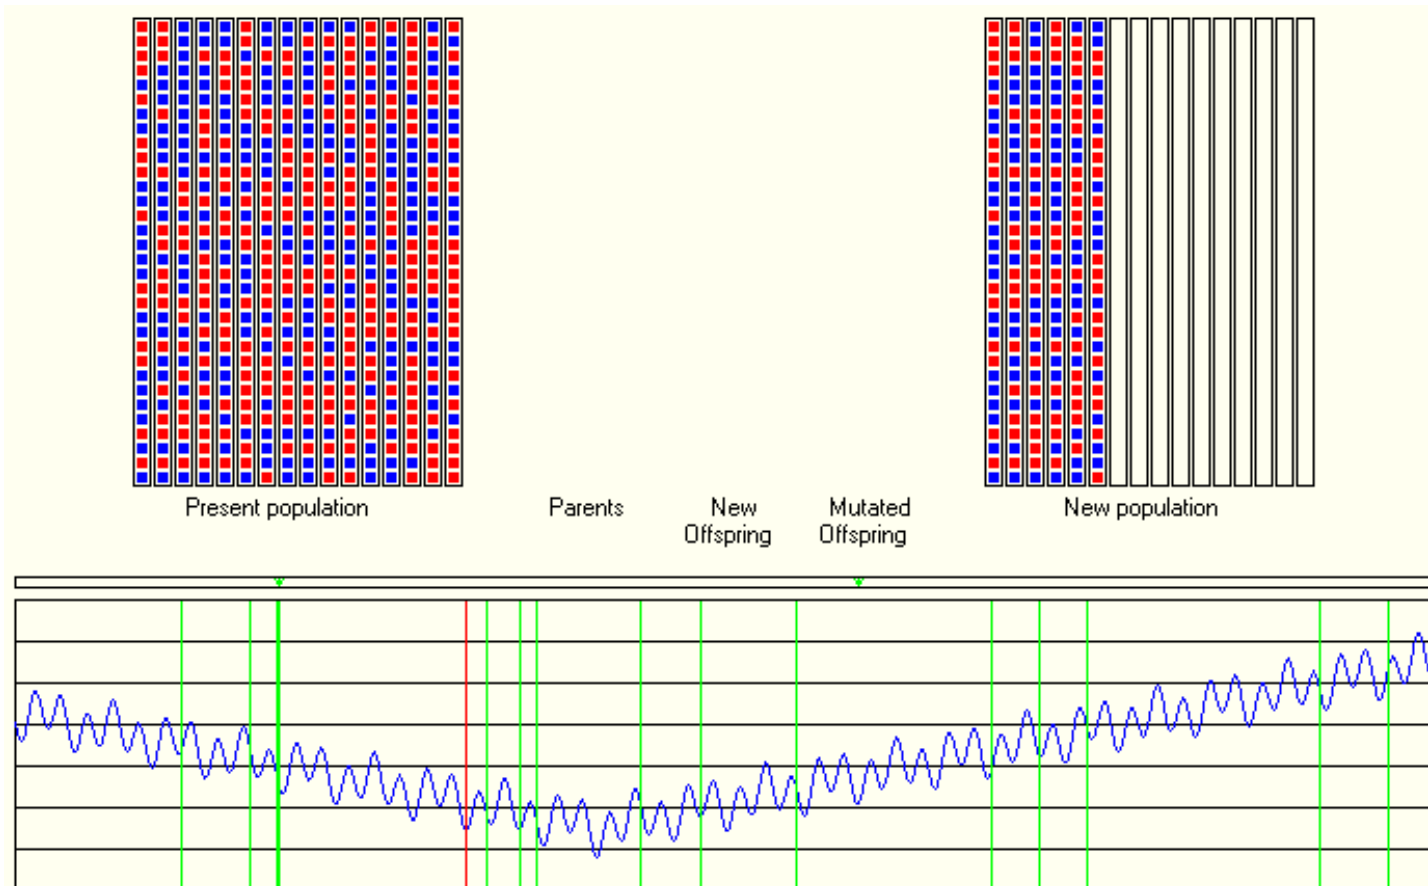 Present population
Parents
New
Offspring
Mutated
Offspring
New population